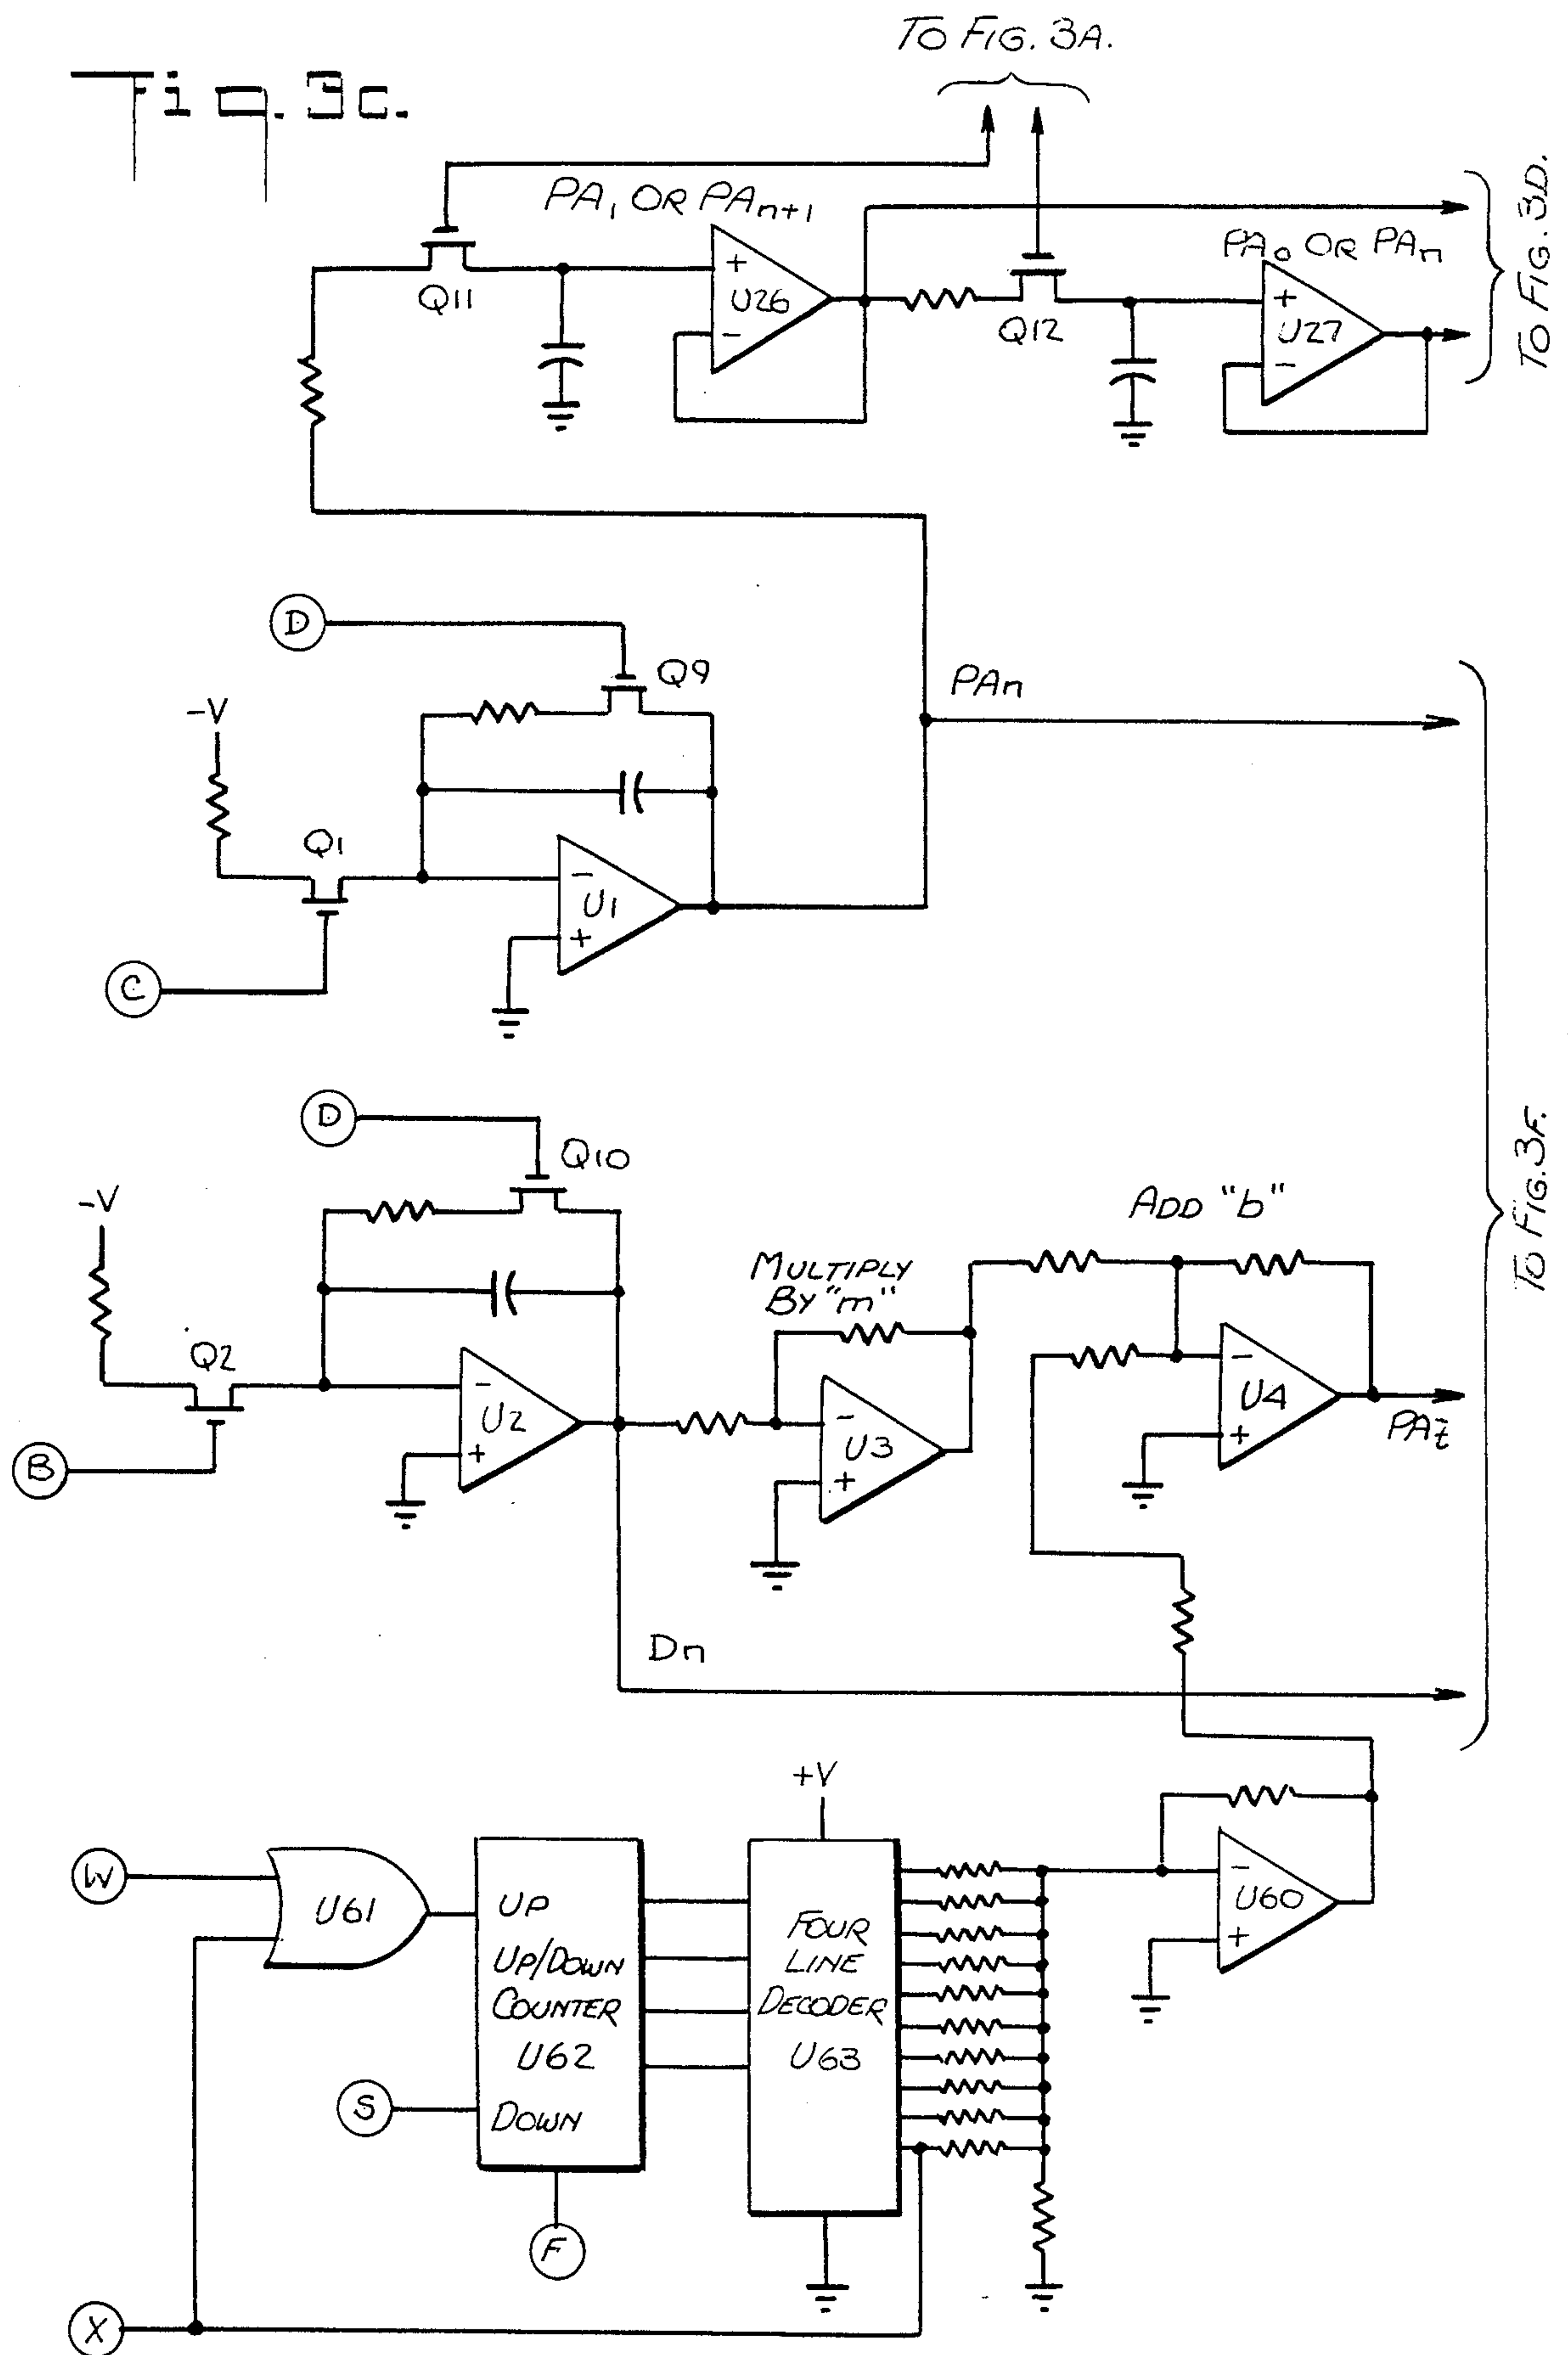 TO FIG. 3A.
Fig. 3c.
PA1 OR PAn+1
TO FIG. 3D.
PA0 OR PAn
+
U26
-
Q11
Q12
+
U27
-
D
Q9
PAn
-V
Q1
-
U1
+
C
D
Q10
-V
ADD "b"
MULTIPLY
BY "m"
Q2
-
U2
+
-
U3
+
-
U4
+
PAt
B
TO FIG. 3F.
Dn
+V
W
U61
UP
UP/DOWN
COUNTER
U62
DOWN
FOUR
LINE
DECODER
U63
-
U60
+
S
F
X